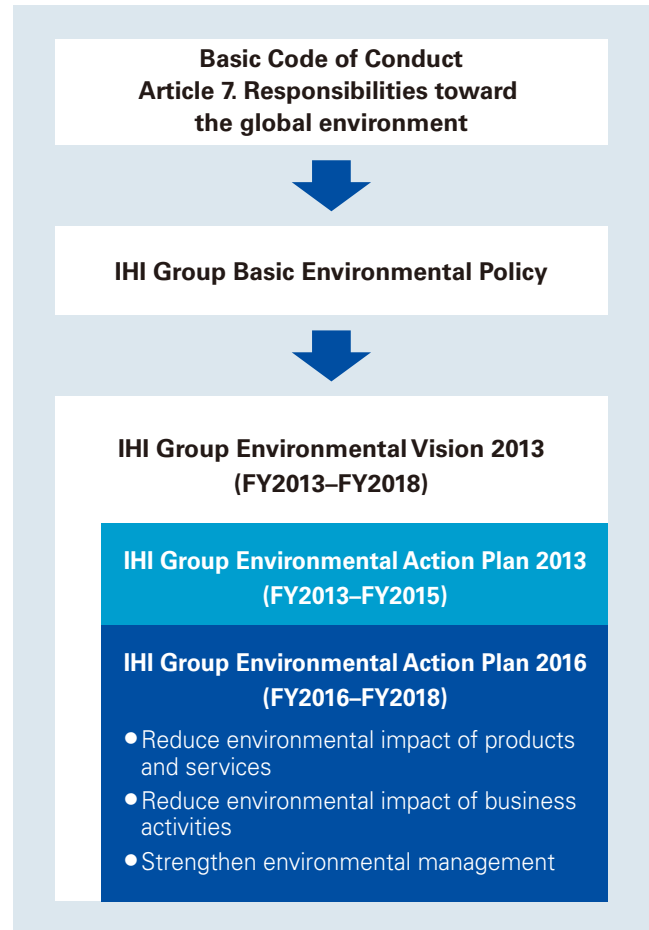 Basic Code of Conduct
Article 7. Responsibilities toward
the global environment
IHI Group Basic Environmental Policy
IHI Group Environmental Vision 2013
(FY2013–FY2018)
IHI Group Environmental Action Plan 2013
(FY2013–FY2015)
IHI Group Environmental Action Plan 2016
(FY2016–FY2018)
●Reduce environmental impact of products
and services
●Reduce environmental impact of business
activities
●Strengthen environmental management